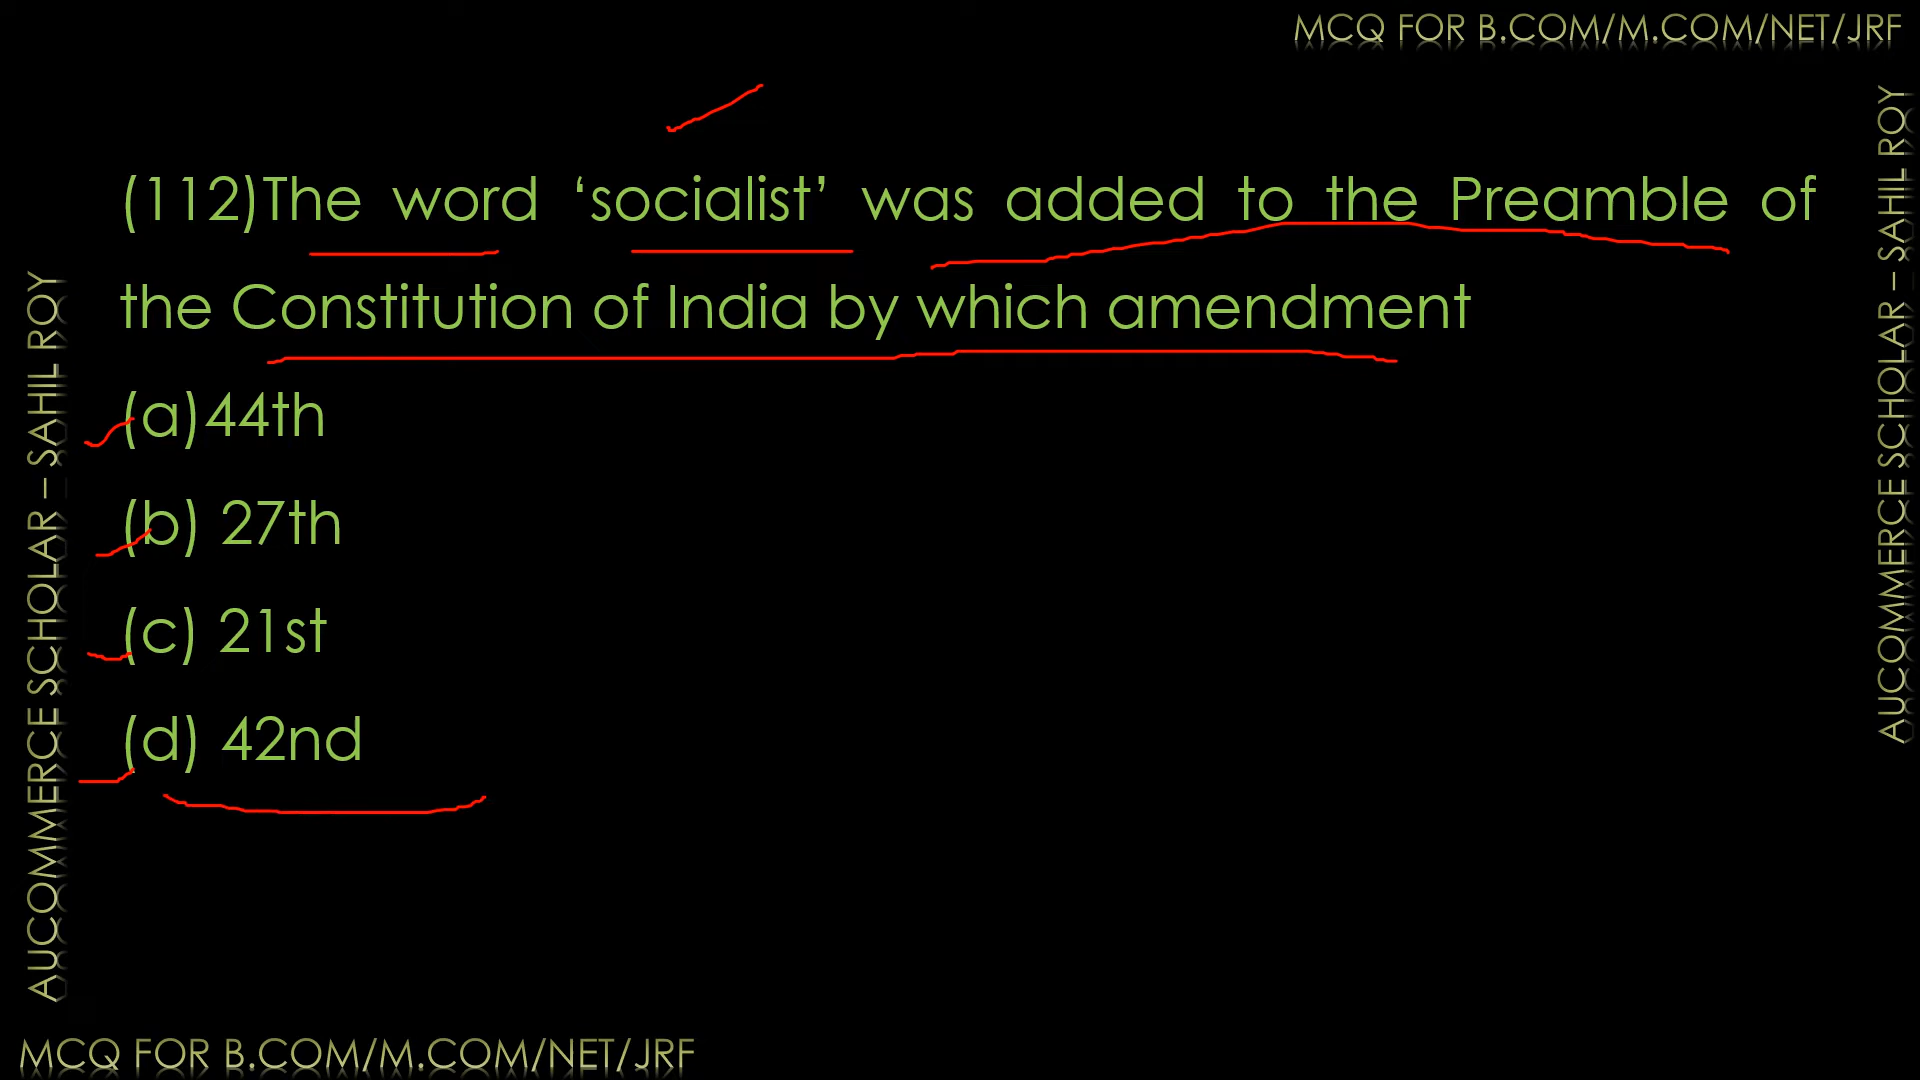 MCQ FOR B.COM/M.COM/NET/JRF
(112)The word ‘socialist’ was added to the Preamble of
the Constitution of India by which amendment
(a)44th
(b) 27th
(c) 21st
(d) 42nd
AUCOMMERCE SCHOLAR – SAHIL ROY
AUCOMMERCE SCHOLAR – SAHIL ROY
MCQ FOR B.COM/M.COM/NET/JRF